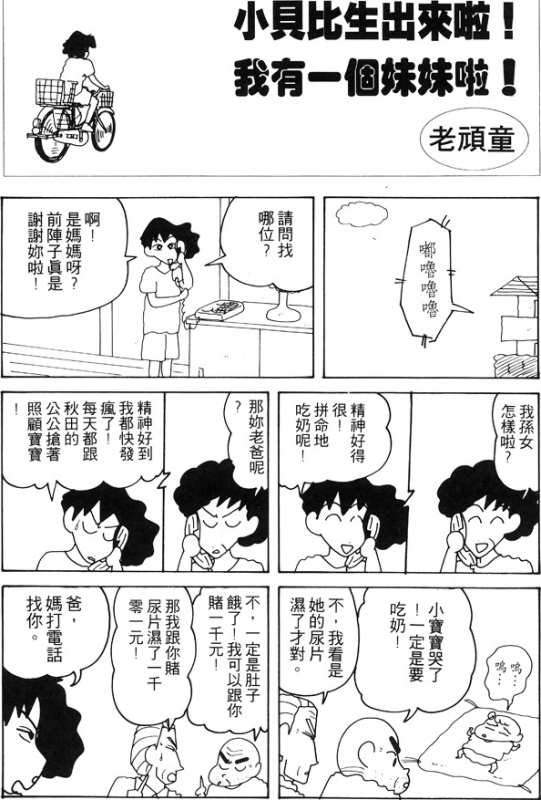 小貝比生出來啦！
我有一個妹妹啦！
老頑童
嘟嚕嚕嚕
請問找
哪位？
啊！
是媽媽呀？
前陣子真是
謝謝妳啦！
我孫女
怎樣啦？
精神好得
很！
拼命地
吃奶呢！
那妳老爸呢
？
精神好到
我都快發
瘋了！
每天都跟
秋田的
公公搶著
照顧寶寶
！
嗚…
嗚…
小寶寶哭了
！一定是要
吃奶！
不，我看是
她的尿片
濕了才對。
不，一定是肚子
餓了！我可以跟你
賭一千元！
那我跟你賭
尿片濕了一千
零一元！
爸，
媽打電話
找你。